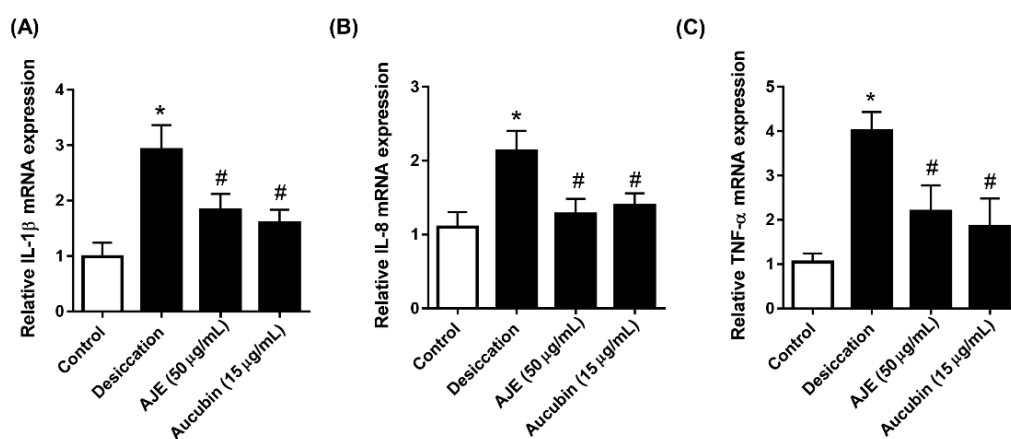 (A)
Relative IL-1β mRNA expression
4
3
2
1
0
*
#
#
Control
Desiccation
AJE (50 µg/mL)
Aucubin (15 µg/mL)
(B)
Relative IL-8 mRNA expression
3
2
1
0
*
#
#
Control
Desiccation
AJE (50 µg/mL)
Aucubin (15 µg/mL)
(C)
Relative TNF-α mRNA expression
5
4
3
2
1
0
*
#
#
Control
Desiccation
AJE (50 µg/mL)
Aucubin (15 µg/mL)